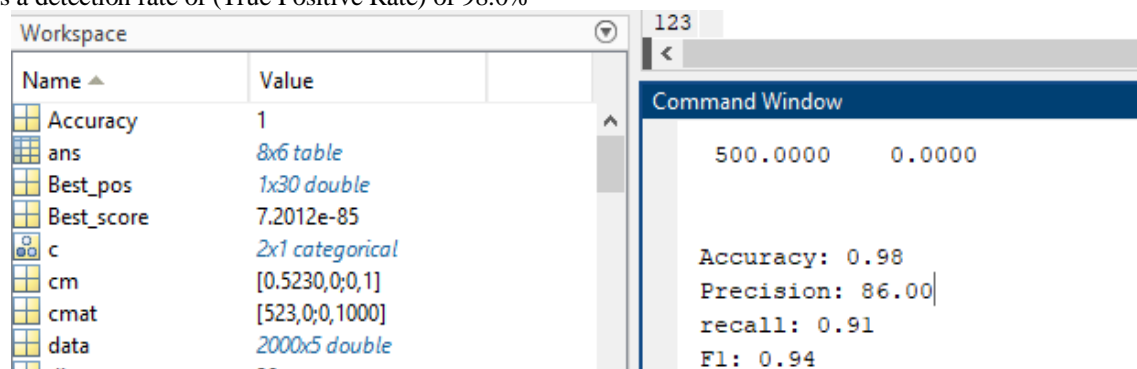 s a detection rate of (True Positive Rate) of 98.0%
Workspace
Name Value
Accuracy 1
ans 8x6 table
Best_pos 1x30 double
Best_score 7.2012e-85
c 2x1 categorical
cm [0.5230,0;0,1]
cmat [523,0;0,1000]
data 2000x5 double
123
<
Command Window
500.0000 0.0000
Accuracy: 0.98
Precision: 86.00
recall: 0.91
F1: 0.94